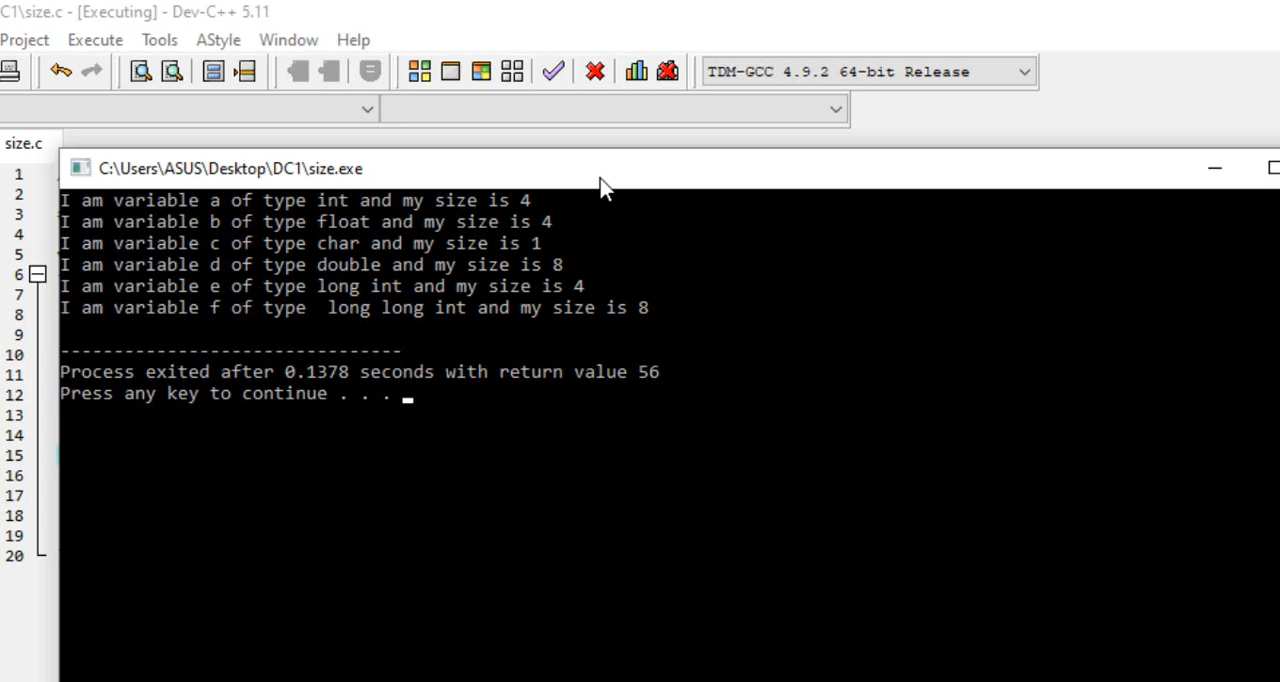 C1\size.c - [Executing] - Dev-C++ 5.11
Project Execute Tools AStyle Window Help
TDM-GCC 4.9.2 64-bit Release
size.c
C:\Users\ASUS\Desktop\DC1\size.exe
1
2
3
4
5
6
7
8
9
10
11
12
13
14
15
16
17
18
19
20
I am variable a of type int and my size is 4
I am variable b of type float and my size is 4
I am variable c of type char and my size is 1
I am variable d of type double and my size is 8
I am variable e of type long int and my size is 4
I am variable f of type  long long int and my size is 8
--------------------------------
Process exited after 0.1378 seconds with return value 56
Press any key to continue . . .